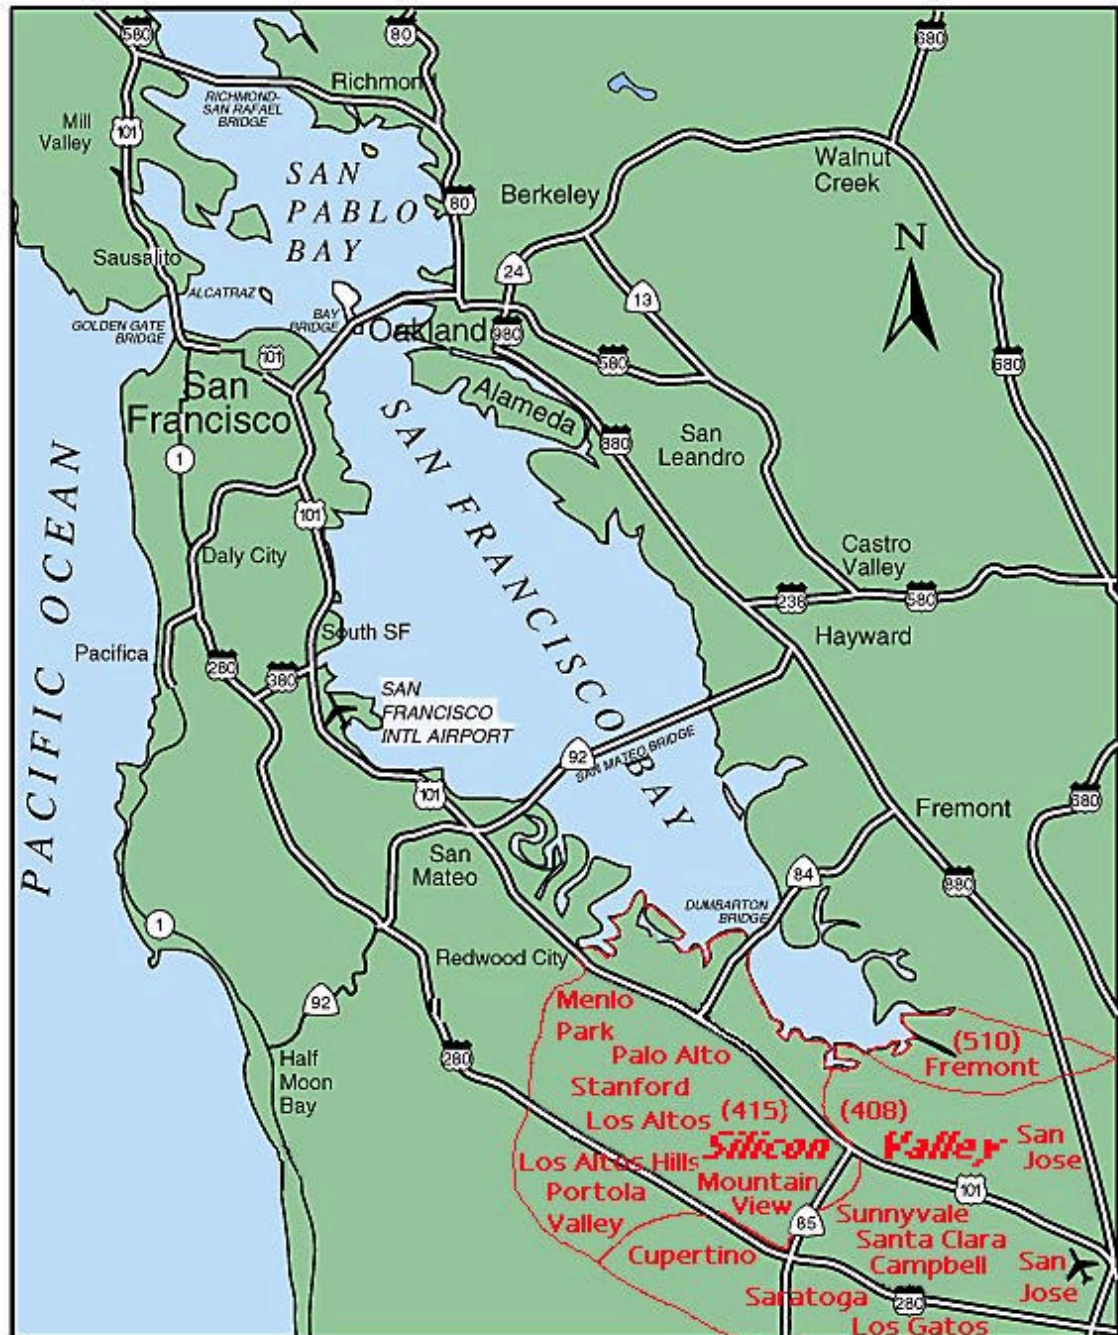 580
80
680
Richmond
RICHMOND-
SAN RAFAEL
BRIDGE
Mill
Valley
101
SAN
PABLO
BAY
Walnut
Creek
Berkeley
80
N
Sausalito
24
13
ALCATRAZ
BAY
BRIDGE
GOLDEN GATE
BRIDGE
Oakland
980
580
680
101
San
Francisco
Alameda
880
San
Leandro
1
SAN FRANCISCO BAY
PACIFIC OCEAN
101
Daly City
Castro
Valley
238
580
South SF
Hayward
Pacifica
280
380
SAN
FRANCISCO
INTL AIRPORT
92
SAN MATEO BRIDGE
101
680
Fremont
San
Mateo
84
880
DUMBARTON
BRIDGE
1
Redwood City
92
Menlo
Park
(510)
Fremont
Palo Alto
280
Half
Moon
Bay
Stanford
Los Altos
(415)
(408)
Silicon Valley
San
Jose
Los Altos Hills
Mountain
View
Portola
Valley
101
85
Sunnyvale
Santa Clara
Campbell
Cupertino
San
Jose
Saratoga
280
Los Gatos